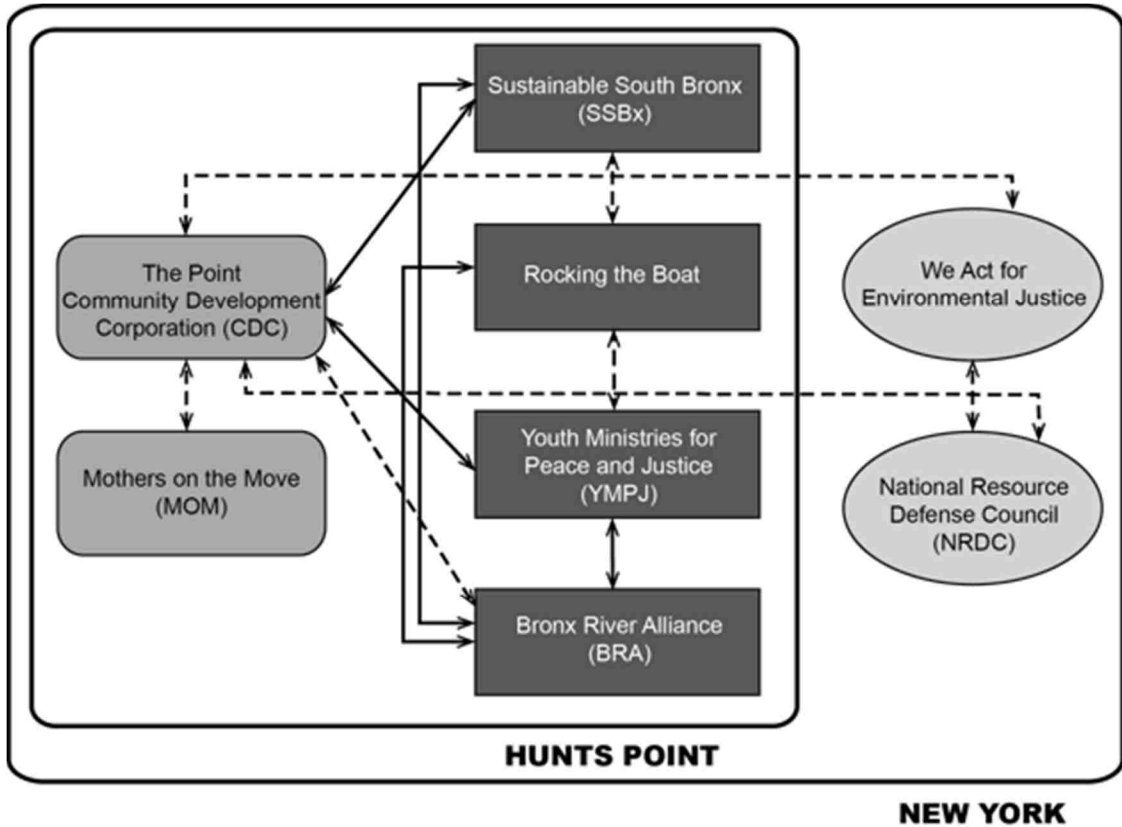 Sustainable South Bronx
(SSBx)
The Point
Community Development
Corporation (CDC)
Rocking the Boat
We Act for
Environmental Justice
Mothers on the Move
(MOM)
Youth Ministries for
Peace and Justice
(YMPJ)
National Resource
Defense Council
(NRDC)
Bronx River Alliance
(BRA)
HUNTS POINT
NEW YORK